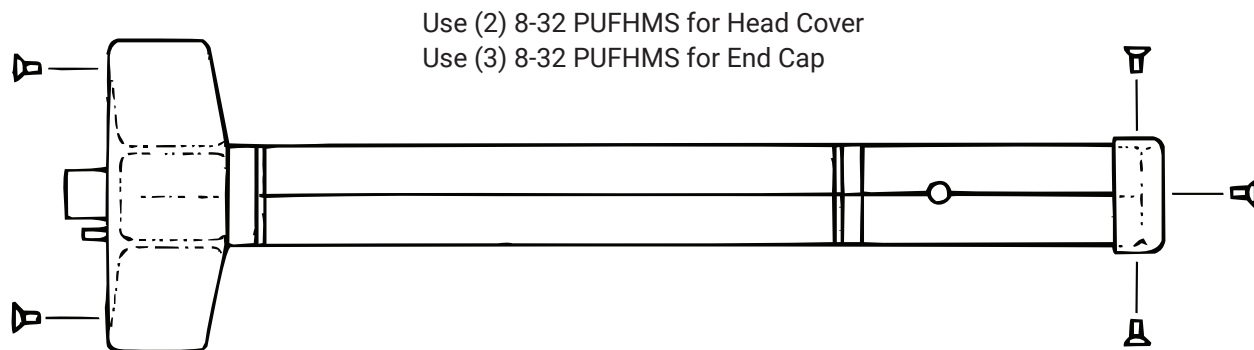 Use (2) 8-32 PUFHMS for Head Cover
Use (3) 8-32 PUFHMS for End Cap